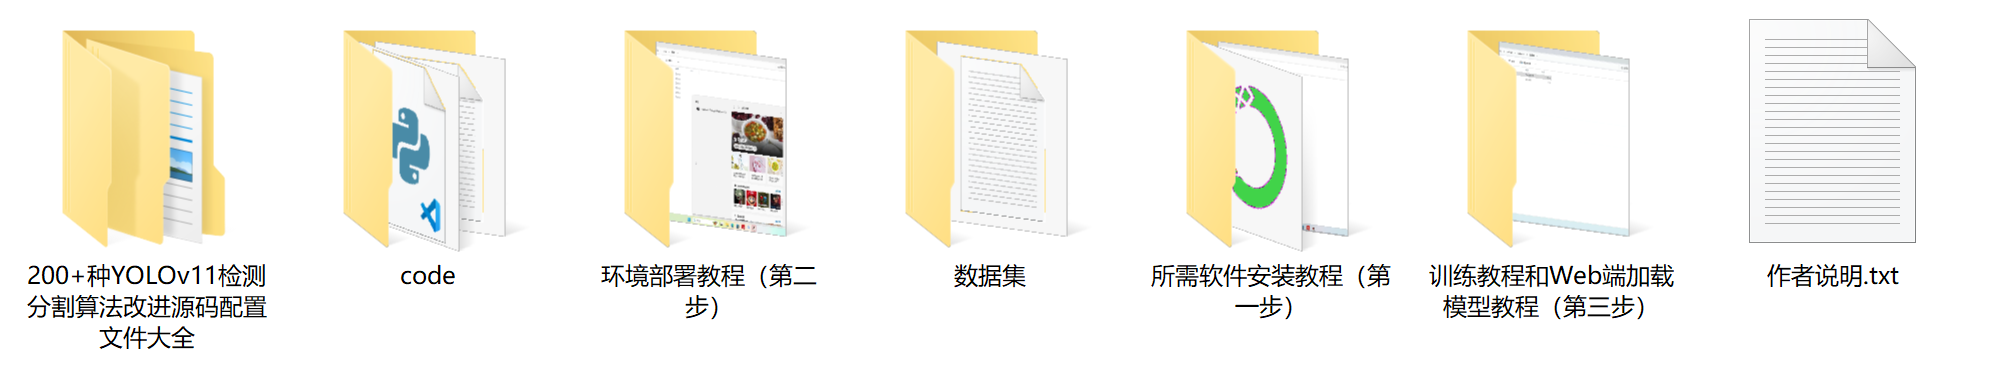 200+种YOLOv11检测
分割算法改进源码配置
文件大全
code
环境部署教程（第二
步）
数据集
所需软件安装教程（第
一步）
训练教程和Web端加载
模型教程（第三步）
作者说明.txt